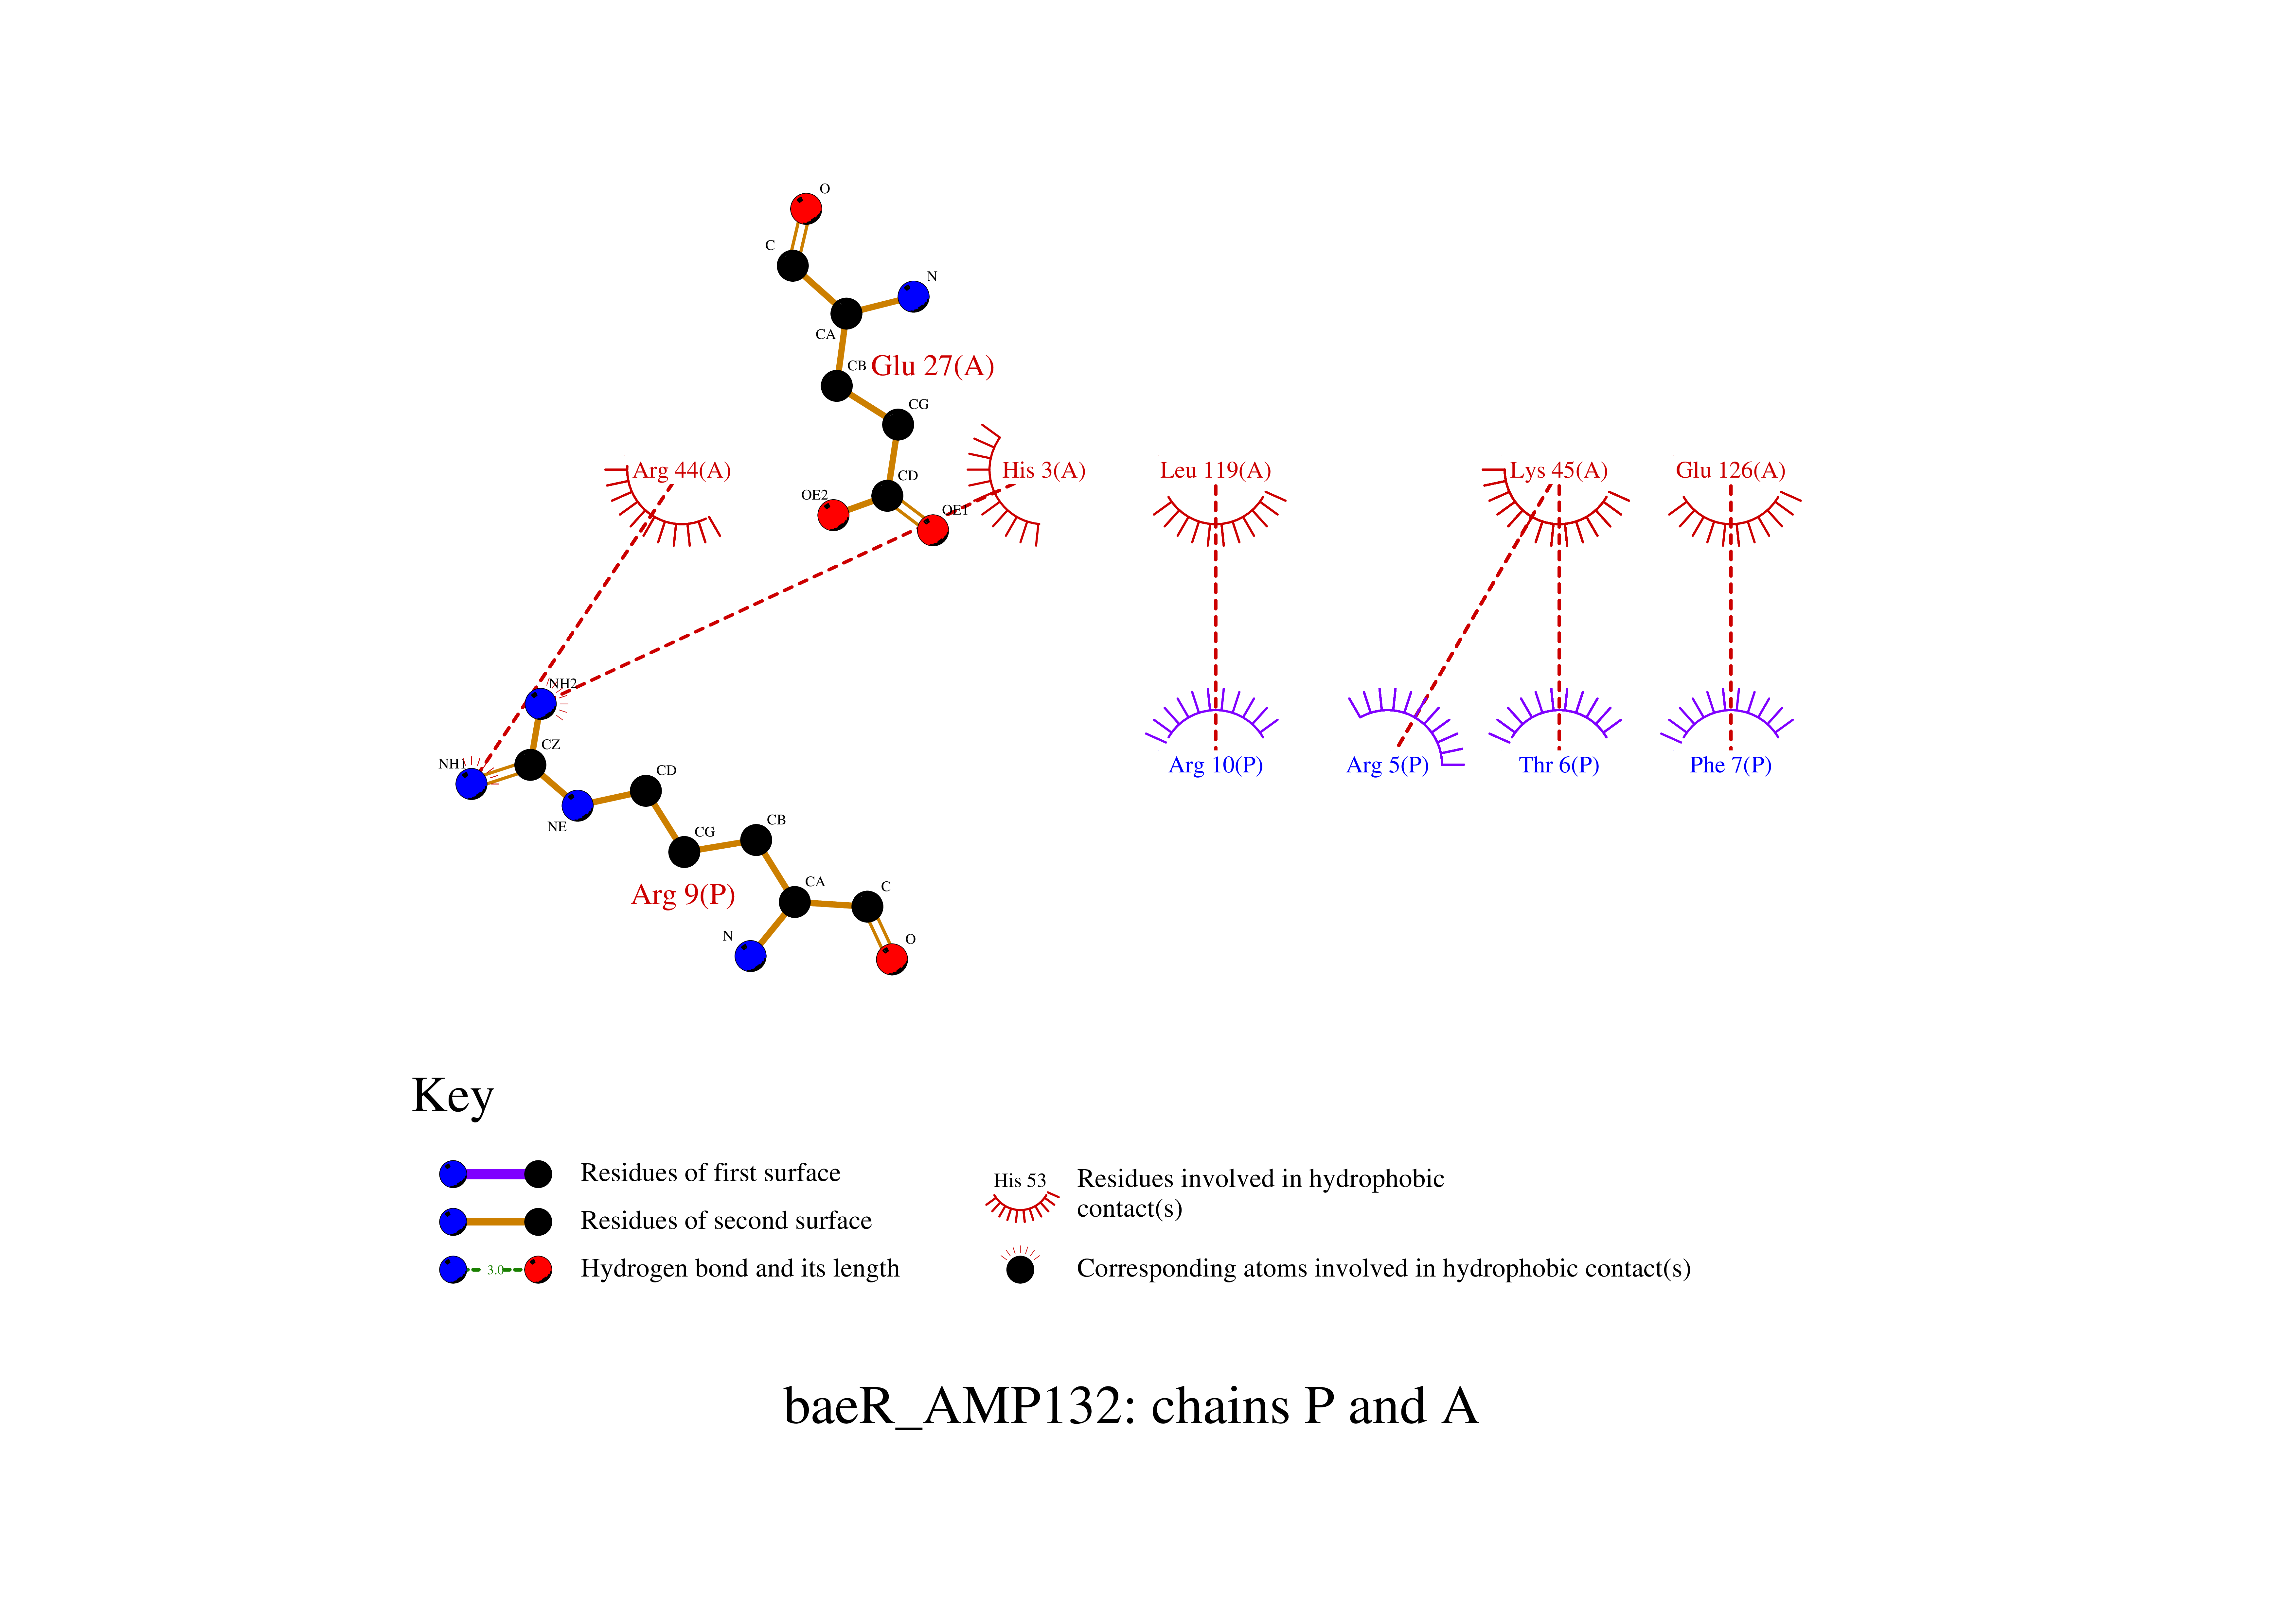 O
C
N
CA
CB
Glu 27(A)
CG
Arg 44(A)
His 3(A)
Leu 119(A)
Lys 45(A)
Glu 126(A)
CD
OE2
OE1
NH2
CZ
NH1
CD
Arg 10(P)
Arg 5(P)
Thr 6(P)
Phe 7(P)
NE
CG
CB
CA
C
Arg 9(P)
N
O
Key
Residues of first surface
Residues of second surface
3.0
Hydrogen bond and its length
His 53
Residues involved in hydrophobic
contact(s)
Corresponding atoms involved in hydrophobic contact(s)
baeR_AMP132: chains P and A